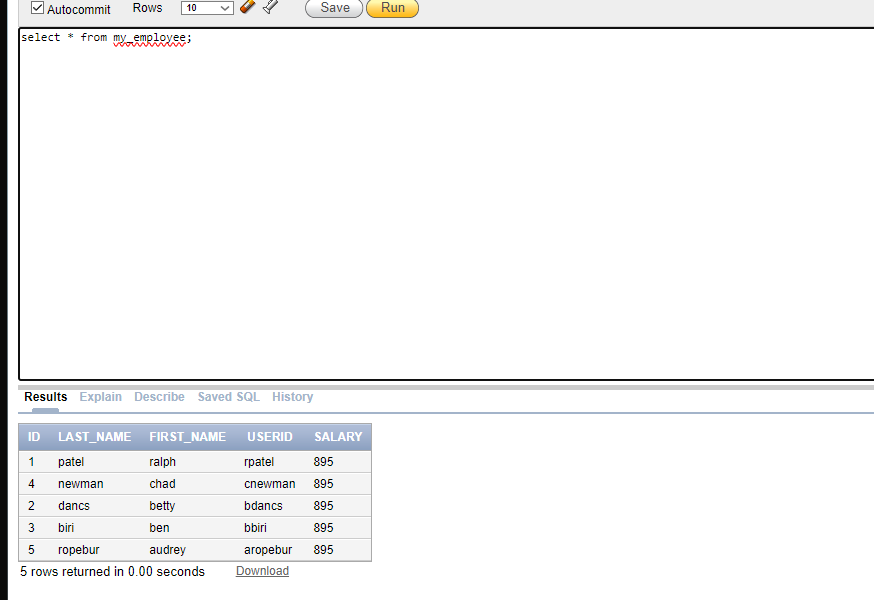 Autocommit Rows 10 Save Run
select * from my_employee;
Results Explain Describe Saved SQL History
ID LAST_NAME FIRST_NAME USERID SALARY
1 patel ralph rpatel 895
4 newman chad cnewman 895
2 dancs betty bdancs 895
3 biri ben bbiri 895
5 ropebur audrey aropebur 895
5 rows returned in 0.00 seconds Download